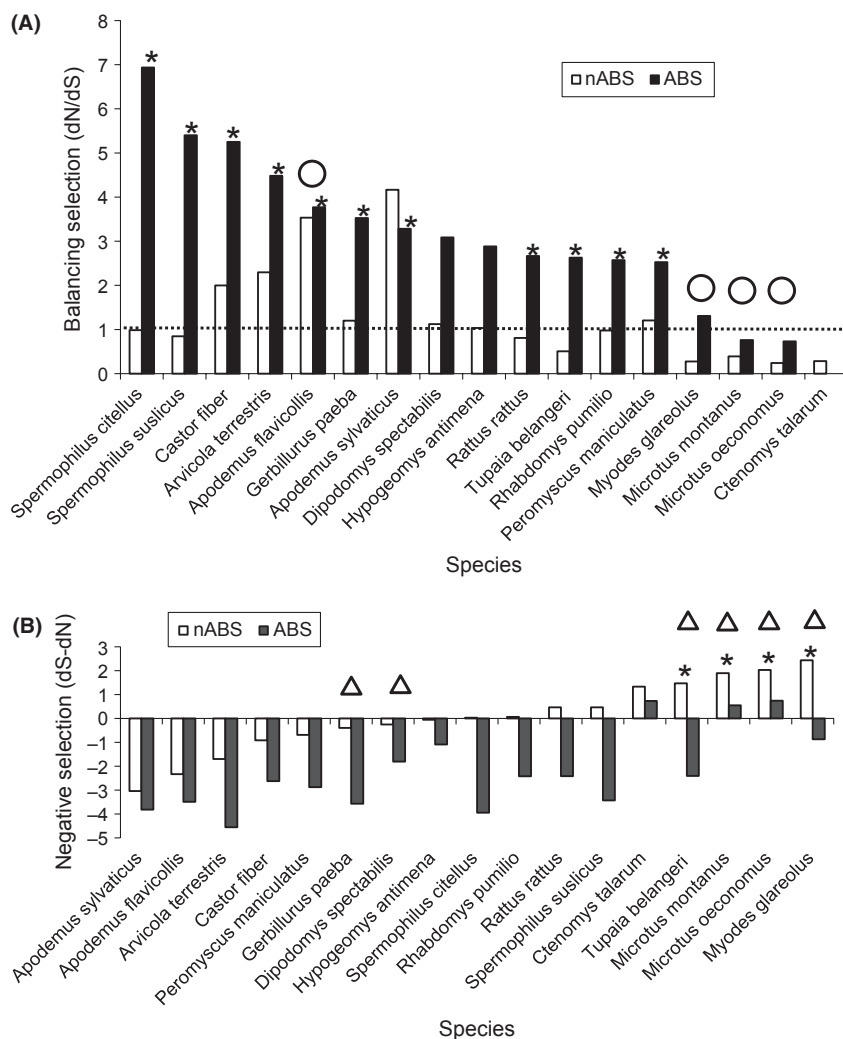 (A)
8
7
6
5
4
3
2
1
0
Balancing selection (dN/dS)
nABS ABS
*
*
*
*
*
*
*
*
*
*
*
Spermophilus citellus
Spermophilus suslicus
Castor fiber
Arvicola terrestris
Apodemus flavicollis
Gerbillurus paeba
Apodemus sylvaticus
Dipodomys spectabilis
Hypogeomys antimena
Rattus rattus
Tupaia belangeri
Rhabdomys pumilio
Peromyscus maniculatus
Myodes glareolus
Microtus montanus
Microtus oeconomus
Ctenomys talarum
Species
(B)
nABS ABS
3
2
1
0
−1
−2
−3
−4
−5
Negative selection (dS-dN)
*
*
*
*
Apodemus sylvaticus
Apodemus flavicollis
Arvicola terrestris
Castor fiber
Peromyscus maniculatus
Gerbillurus paeba
Dipodomys spectabilis
Hypogeomys antimena
Spermophilus citellus
Rhabdomys pumilio
Rattus rattus
Spermophilus suslicus
Ctenomys talarum
Tupaia belangeri
Microtus montanus
Microtus oeconomus
Myodes glareolus
Species